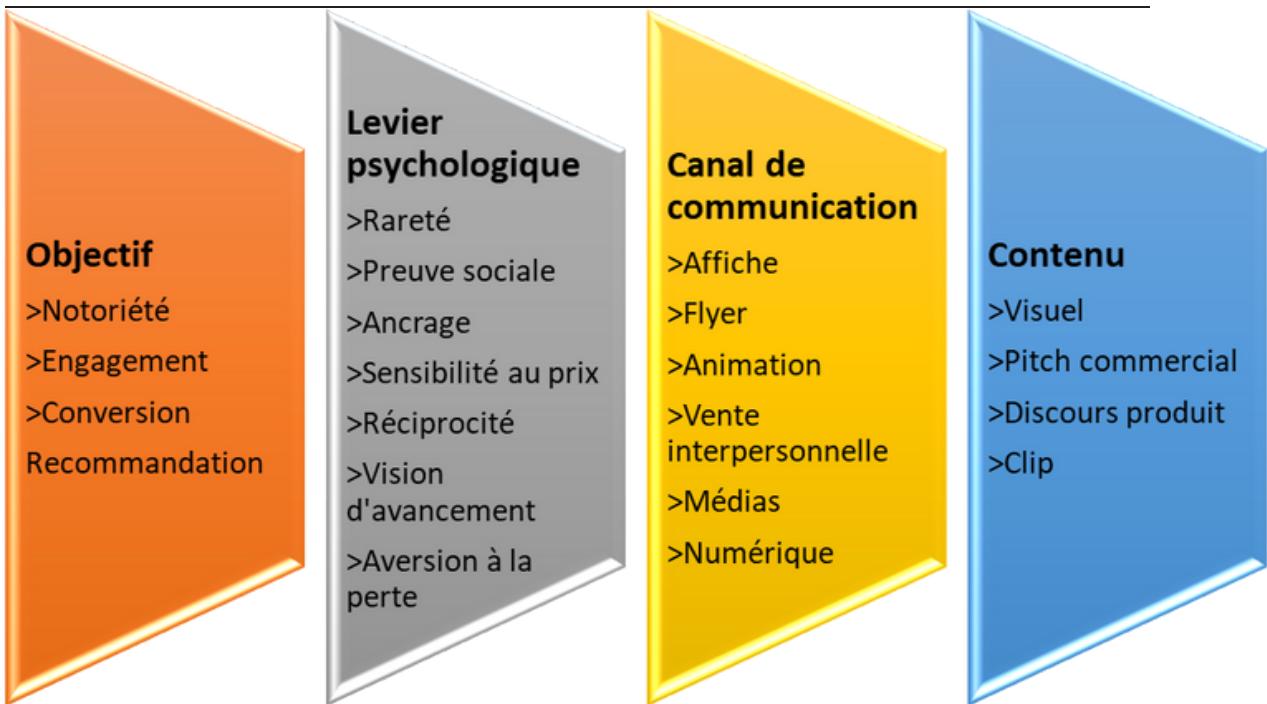 Objectif
>Notoriété
>Engagement
>Conversion
Recommandation
Levier
psychologique
>Rareté
>Preuve sociale
>Ancrage
>Sensibilité au prix
>Réciprocité
>Vision
d'avancement
>Aversion à la
perte
Canal de
communication
>Affiche
>Flyer
>Animation
>Vente
interpersonnelle
>Médias
>Numérique
Contenu
>Visuel
>Pitch commercial
>Discours produit
>Clip